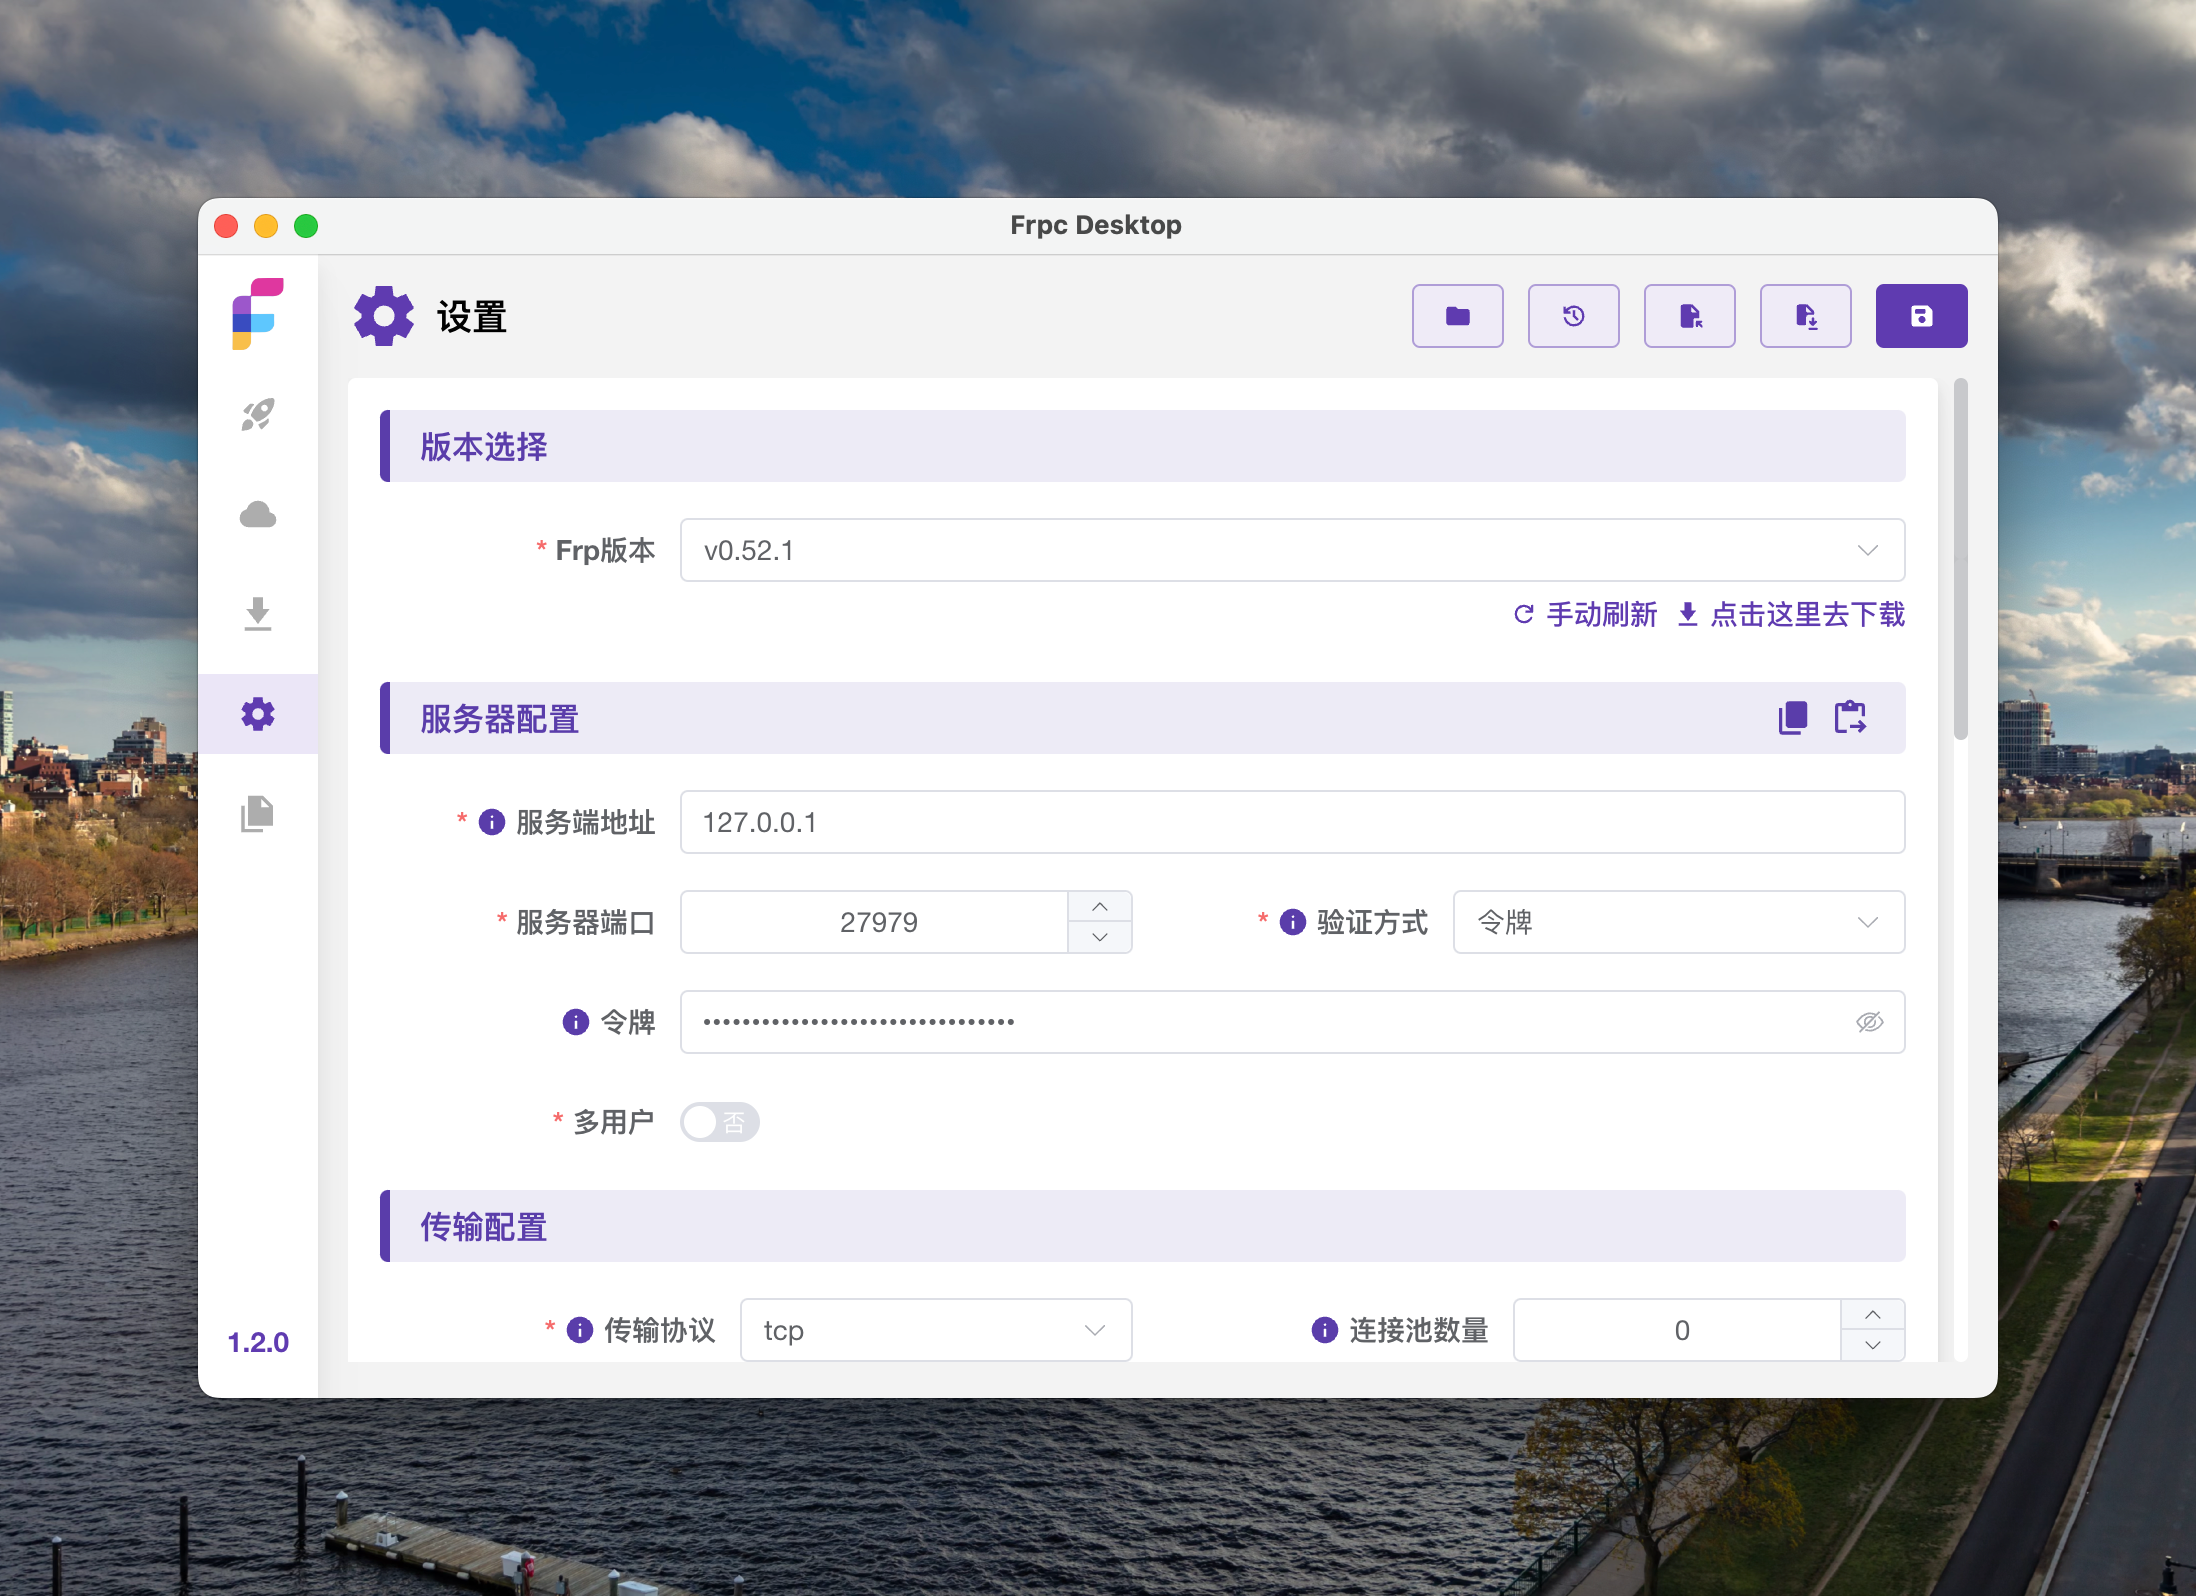 Frpc Desktop
设置
版本选择
* Frp版本 v0.52.1
手动刷新 点击这里去下载
服务器配置
* 服务端地址 127.0.0.1
* 服务器端口 27979 * 验证方式 令牌
令牌 ••••••••••••••••••••••••••••••••
* 多用户 否
传输配置
* 传输协议 tcp 连接池数量 0
1.2.0